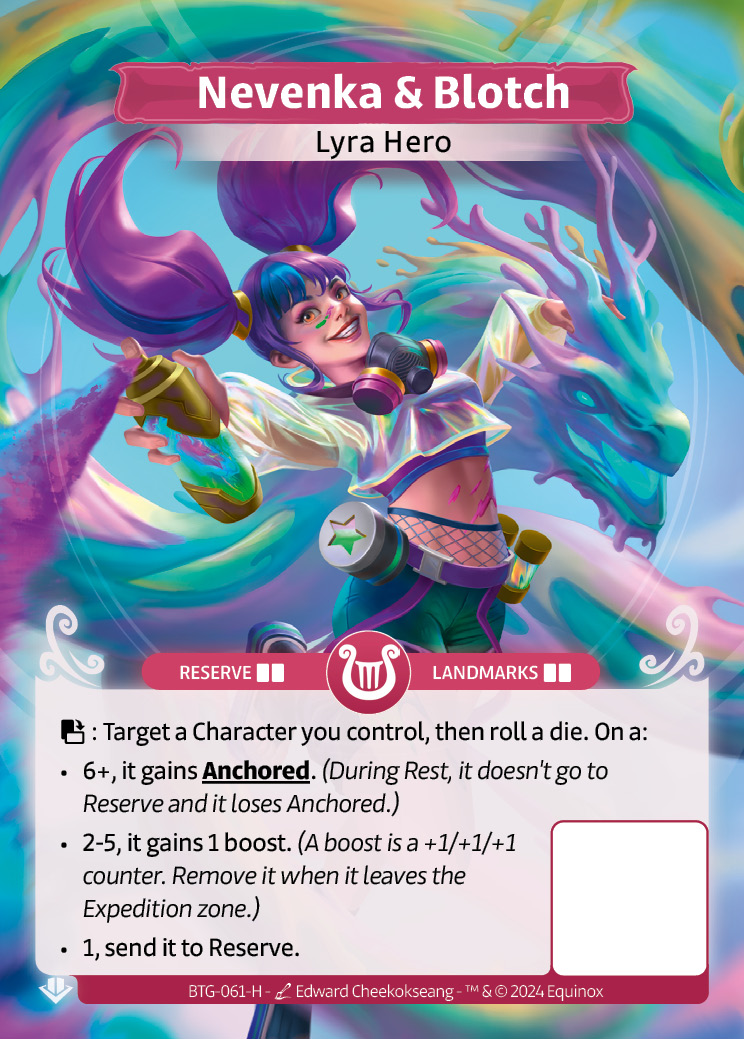 Nevenka & Blotch
Lyra Hero
RESERVE LANDMARKS
: Target a Character you control, then roll a die. On a:
• 6+, it gains Anchored. (During Rest, it doesn't go to
Reserve and it loses Anchored.)
• 2-5, it gains 1 boost. (A boost is a +1/+1/+1
counter. Remove it when it leaves the
Expedition zone.)
• 1, send it to Reserve.
BTG-061-H - Edward Cheekokseang - ™ & © 2024 Equinox